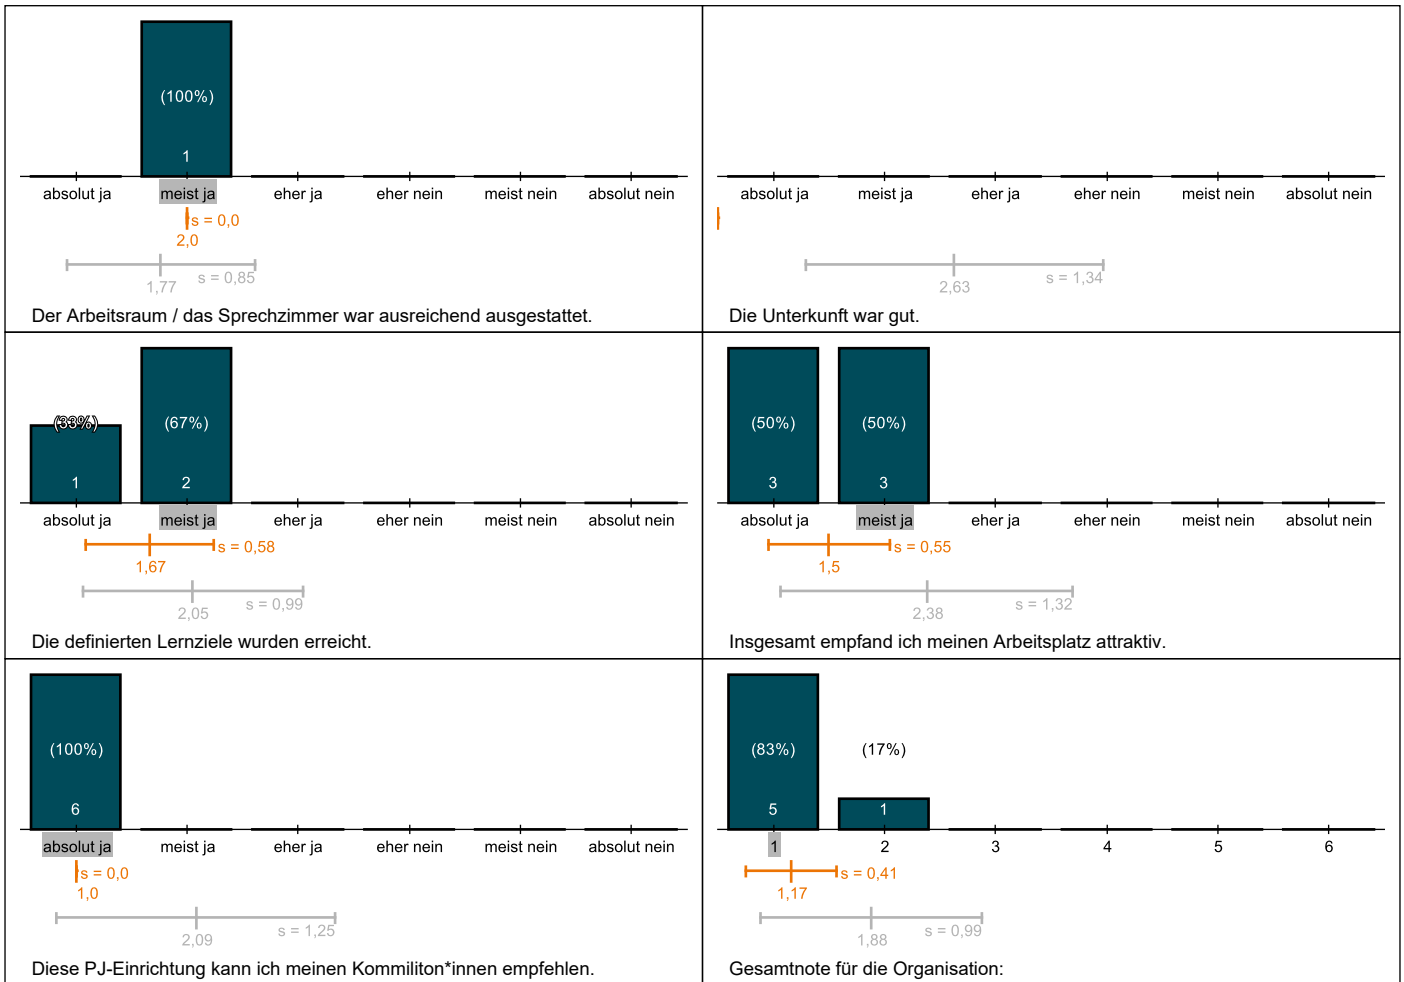 (100%)
1
absolut ja meist ja eher ja eher nein meist nein absolut nein
s = 0,0
2,0
s = 0,85
1,77
Der Arbeitsraum / das Sprechzimmer war ausreichend ausgestattet.
absolut ja meist ja eher ja eher nein meist nein absolut nein
s = 1,34
2,63
Die Unterkunft war gut.
(33%) (67%)
1 2
absolut ja meist ja eher ja eher nein meist nein absolut nein
s = 0,58
1,67
s = 0,99
2,05
Die definierten Lernziele wurden erreicht.
(50%) (50%)
3 3
absolut ja meist ja eher ja eher nein meist nein absolut nein
s = 0,55
1,5
s = 1,32
2,38
Insgesamt empfand ich meinen Arbeitsplatz attraktiv.
(100%)
6
absolut ja meist ja eher ja eher nein meist nein absolut nein
s = 0,0
1,0
s = 1,25
2,09
Diese PJ-Einrichtung kann ich meinen Kommiliton*innen empfehlen.
(83%) (17%)
5 1
1 2 3 4 5 6
s = 0,41
1,17
s = 0,99
1,88
Gesamtnote für die Organisation: